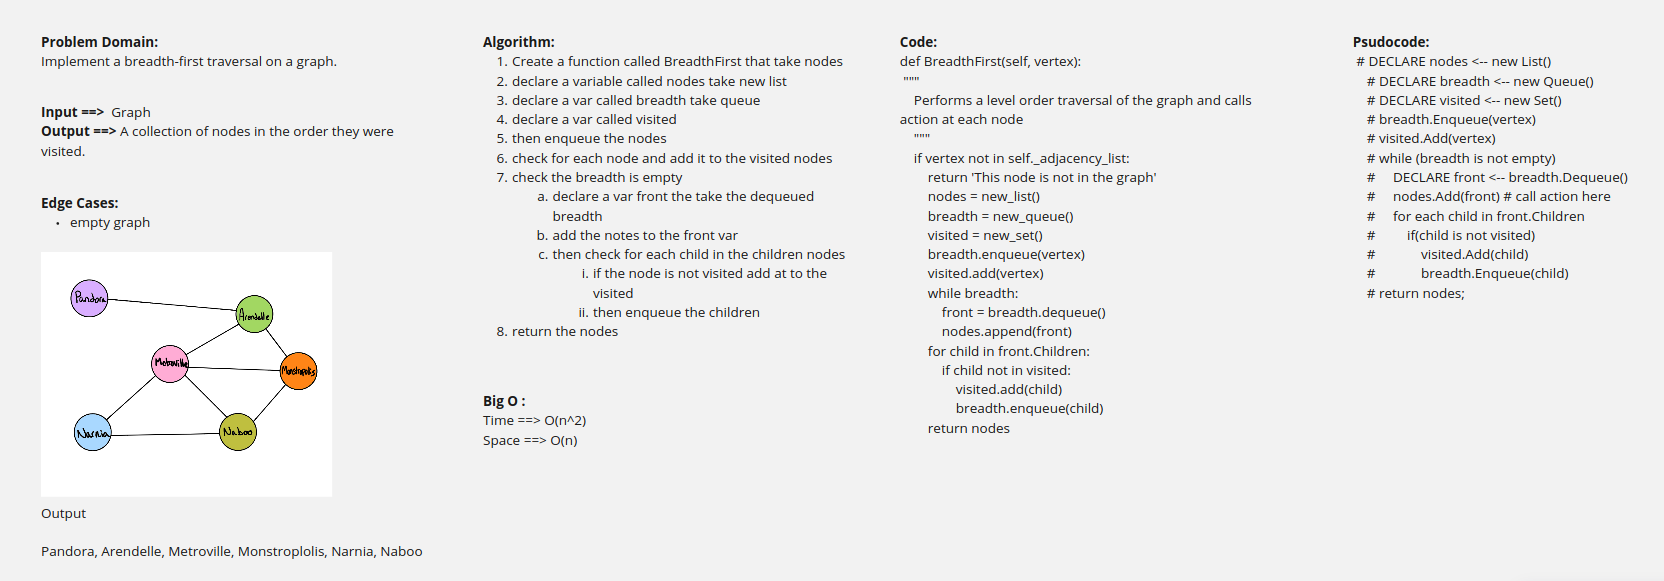 Problem Domain:
Implement a breadth-first traversal on a graph.
Input ==> Graph
Output ==> A collection of nodes in the order they were
visited.
Edge Cases:
• empty graph
Pandora
Arendelle
Metroville
Monstropolis
Narnia
Naboo
Output
Pandora, Arendelle, Metroville, Monstroplolis, Narnia, Naboo
Algorithm:
1. Create a function called BreadthFirst that take nodes
2. declare a variable called nodes take new list
3. declare a var called breadth take queue
4. declare a var called visited
5. then enqueue the nodes
6. check for each node and add it to the visited nodes
7. check the breadth is empty
a. declare a var front the take the dequeued
breadth
b. add the notes to the front var
c. then check for each child in the children nodes
i. if the node is not visited add at to the
visited
ii. then enqueue the children
8. return the nodes
Big O :
Time ==> O(n^2)
Space ==> O(n)
Code:
def BreadthFirst(self, vertex):
"""
Performs a level order traversal of the graph and calls
action at each node
"""
if vertex not in self._adjacency_list:
return 'This node is not in the graph'
nodes = new_list()
breadth = new_queue()
visited = new_set()
breadth.enqueue(vertex)
visited.add(vertex)
while breadth:
front = breadth.dequeue()
nodes.append(front)
for child in front.Children:
if child not in visited:
visited.add(child)
breadth.enqueue(child)
return nodes
Psudocode:
# DECLARE nodes <-- new List()
# DECLARE breadth <-- new Queue()
# DECLARE visited <-- new Set()
# breadth.Enqueue(vertex)
# visited.Add(vertex)
# while (breadth is not empty)
# DECLARE front <-- breadth.Dequeue()
# nodes.Add(front) # call action here
# for each child in front.Children
# if(child is not visited)
# visited.Add(child)
# breadth.Enqueue(child)
# return nodes;